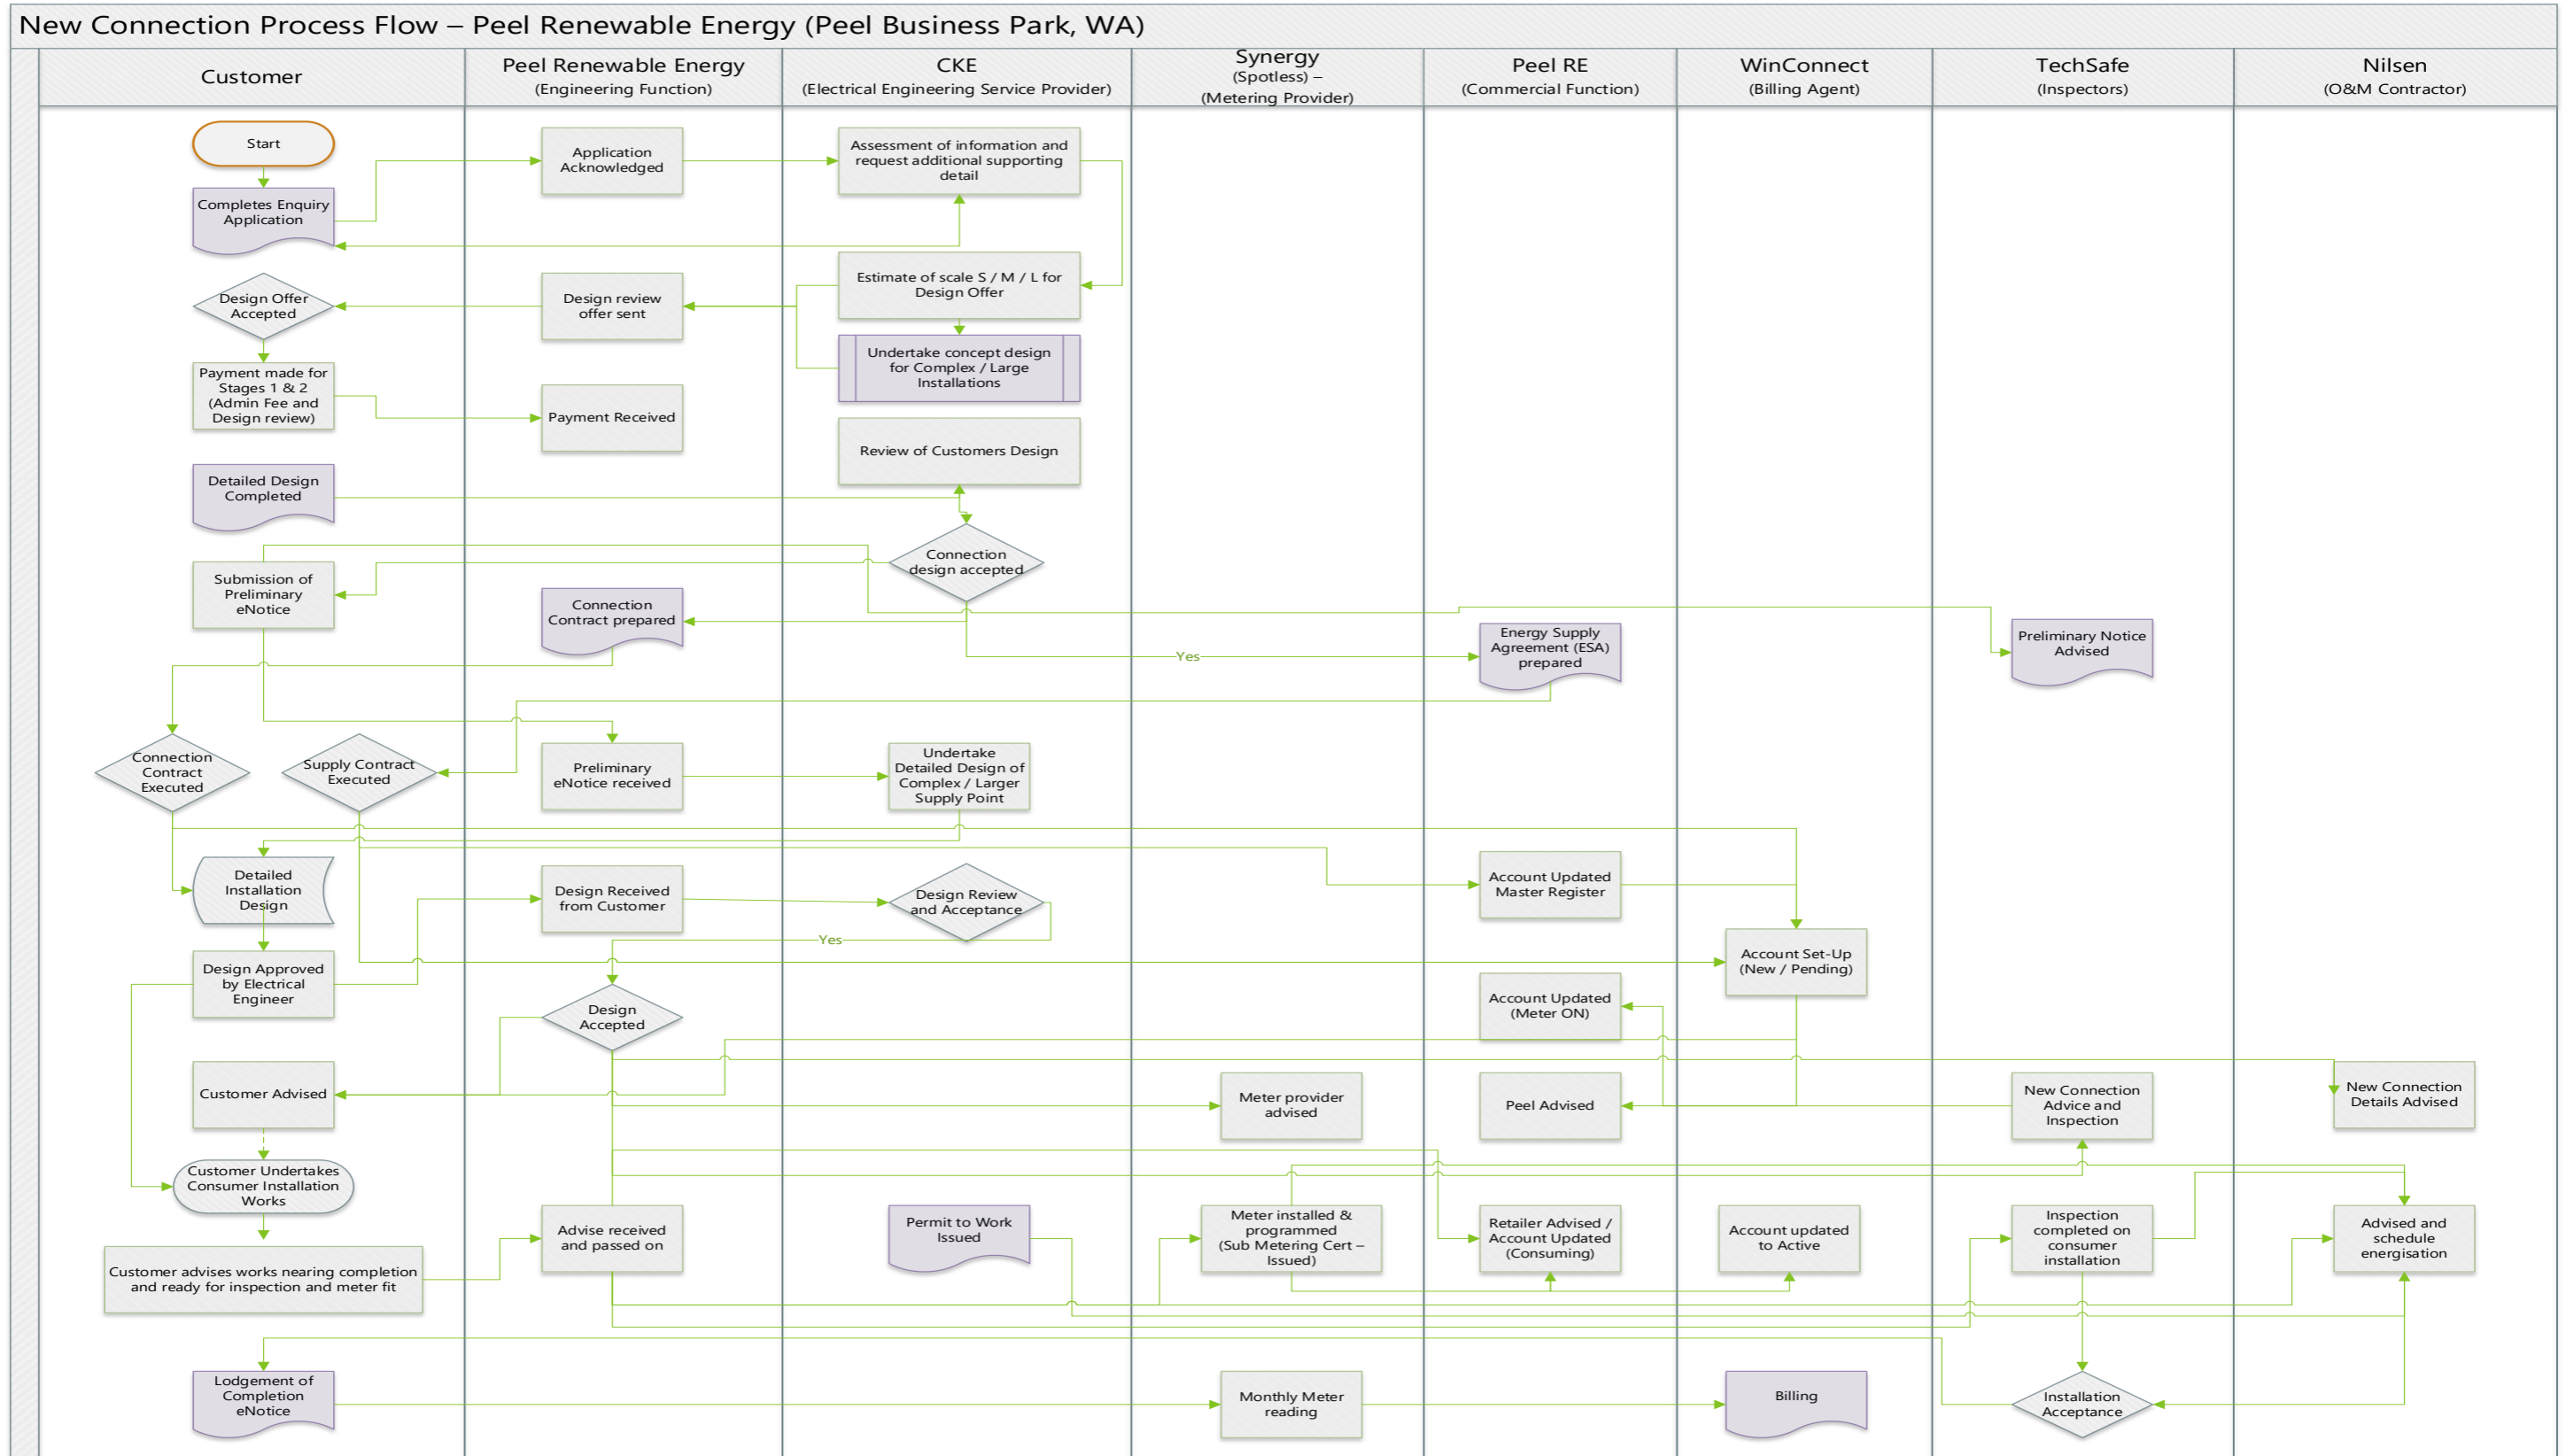 New Connection Process Flow – Peel Renewable Energy (Peel Business Park, WA)
Customer
Peel Renewable Energy
(Engineering Function)
CKE
(Electrical Engineering Service Provider)
Synergy
(Spotless) –
(Metering Provider)
Peel RE
(Commercial Function)
WinConnect
(Billing Agent)
TechSafe
(Inspectors)
Nilsen
(O&M Contractor)
Start
Application
Acknowledged
Assessment of information and
request additional supporting
detail
Completes Enquiry
Application
Design Offer
Accepted
Design review
offer sent
Estimate of scale S / M / L for
Design Offer
Undertake concept design
for Complex / Large
Installations
Payment made for
Stages 1 & 2
(Admin Fee and
Design review)
Payment Received
Review of Customers Design
Detailed Design
Completed
Connection
design accepted
Submission of
Preliminary
eNotice
Connection
Contract prepared
Yes
Energy Supply
Agreement (ESA)
prepared
Preliminary Notice
Advised
Connection
Contract
Executed
Supply Contract
Executed
Preliminary
eNotice received
Undertake
Detailed Design of
Complex / Larger
Supply Point
Detailed
Installation
Design
Design Received
from Customer
Design Review
and Acceptance
Account Updated
Master Register
Yes
Design Approved
by Electrical
Engineer
Account Set-Up
(New / Pending)
Design
Accepted
Account Updated
(Meter ON)
Customer Advised
Meter provider
advised
Peel Advised
New Connection
Advice and
Inspection
New Connection
Details Advised
Customer Undertakes
Consumer Installation
Works
Advise received
and passed on
Permit to Work
Issued
Meter installed &
programmed
(Sub Metering Cert –
Issued)
Retailer Advised /
Account Updated
(Consuming)
Account updated
to Active
Inspection
completed on
consumer
installation
Advised and
schedule
energisation
Customer advises works nearing completion
and ready for inspection and meter fit
Lodgement of
Completion
eNotice
Monthly Meter
reading
Billing
Installation
Acceptance